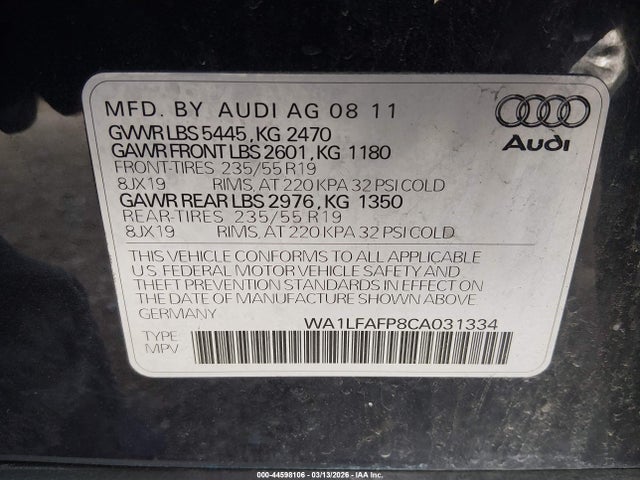 MFD. BY AUDI AG 08 11
GWWR LBS 5445, KG 2470
GAWR FRONT LBS 2601, KG 1180
FRONT-TIRES 235/55 R19
8JX19 RIMS, AT 220 KPA 32 PSI COLD
GAWR REAR LBS 2976, KG 1350
REAR-TIRES 235/55 R19
8JX19 RIMS, AT 220 KPA 32 PSI COLD
Audi
THIS VEHICLE CONFORMS TO ALL APPLICABLE
U.S. FEDERAL MOTOR VEHICLE SAFETY AND
THEFT PREVENTION STANDARDS IN EFFECT ON
THE DATE OF MANUFACTURE SHOWN ABOVE
GERMANY WA1LFAFP8CA031334
TYPE
MPV
000-44598106 | 03/13/2026 - IAA Inc.